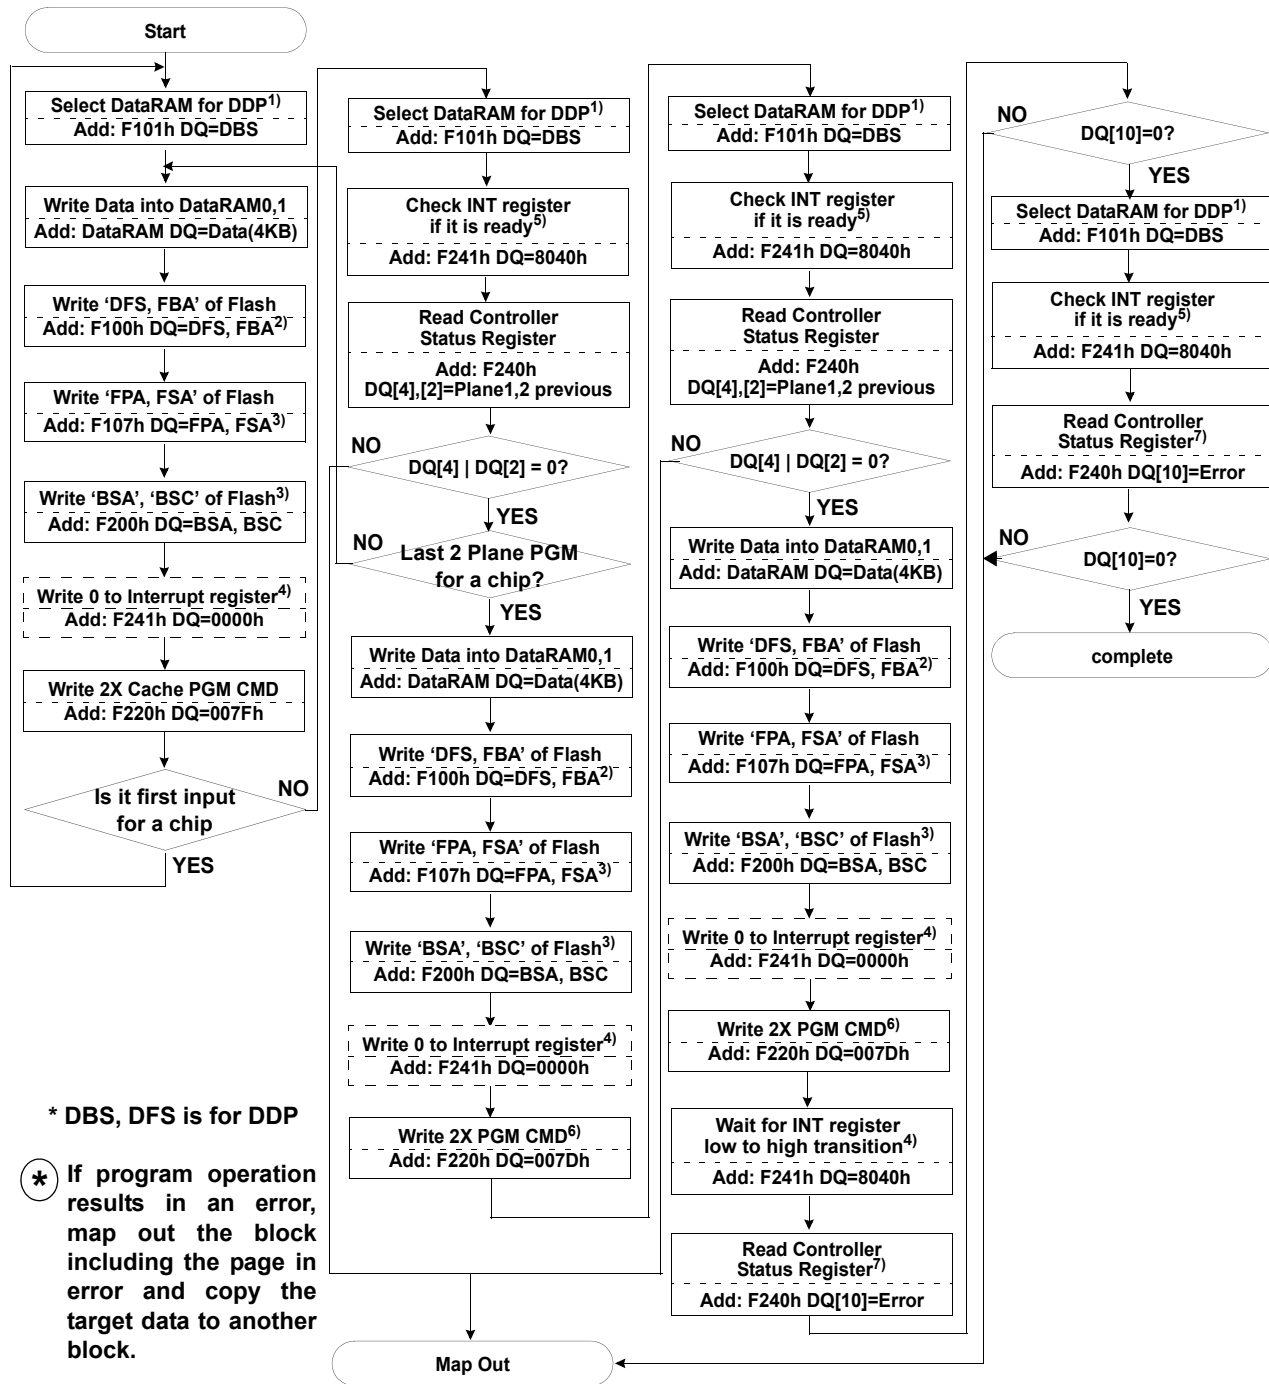 Start
Select DataRAM for DDP1)
Add: F101h DQ=DBS
Write Data into DataRAM0,1
Add: DataRAM DQ=Data(4KB)
Write ‘DFS, FBA’ of Flash
Add: F100h DQ=DFS, FBA2)
Write ‘FPA, FSA’ of Flash
Add: F107h DQ=FPA, FSA3)
Write ‘BSA’, ‘BSC’ of Flash3)
Add: F200h DQ=BSA, BSC
Write 0 to Interrupt register4)
Add: F241h DQ=0000h
Write 2X Cache PGM CMD
Add: F220h DQ=007Fh
Is it first input
for a chip
NO
YES
* DBS, DFS is for DDP
* If program operation
results in an error,
map out the block
including the page in
error and copy the
target data to another
block.
Select DataRAM for DDP1)
Add: F101h DQ=DBS
Check INT register
if it is ready5)
Add: F241h DQ=8040h
Read Controller
Status Register
Add: F240h
DQ[4],[2]=Plane1,2 previous
NO
DQ[4] | DQ[2] = 0?
YES
NO
Last 2 Plane PGM
for a chip?
YES
Write Data into DataRAM0,1
Add: DataRAM DQ=Data(4KB)
Write ‘DFS, FBA’ of Flash
Add: F100h DQ=DFS, FBA2)
Write ‘FPA, FSA’ of Flash
Add: F107h DQ=FPA, FSA3)
Write ‘BSA’, ‘BSC’ of Flash3)
Add: F200h DQ=BSA, BSC
Write 0 to Interrupt register4)
Add: F241h DQ=0000h
Write 2X PGM CMD6)
Add: F220h DQ=007Dh
Map Out
Select DataRAM for DDP1)
Add: F101h DQ=DBS
Check INT register
if it is ready5)
Add: F241h DQ=8040h
Read Controller
Status Register
Add: F240h
DQ[4],[2]=Plane1,2 previous
NO
DQ[4] | DQ[2] = 0?
YES
Write Data into DataRAM0,1
Add: DataRAM DQ=Data(4KB)
Write ‘DFS, FBA’ of Flash
Add: F100h DQ=DFS, FBA2)
Write ‘FPA, FSA’ of Flash
Add: F107h DQ=FPA, FSA3)
Write ‘BSA’, ‘BSC’ of Flash3)
Add: F200h DQ=BSA, BSC
Write 0 to Interrupt register4)
Add: F241h DQ=0000h
Write 2X PGM CMD6)
Add: F220h DQ=007Dh
Wait for INT register
low to high transition4)
Add: F241h DQ=8040h
Read Controller
Status Register7)
Add: F240h DQ[10]=Error
NO
DQ[10]=0?
YES
Select DataRAM for DDP1)
Add: F101h DQ=DBS
Check INT register
if it is ready5)
Add: F241h DQ=8040h
Read Controller
Status Register7)
Add: F240h DQ[10]=Error
NO
DQ[10]=0?
YES
complete